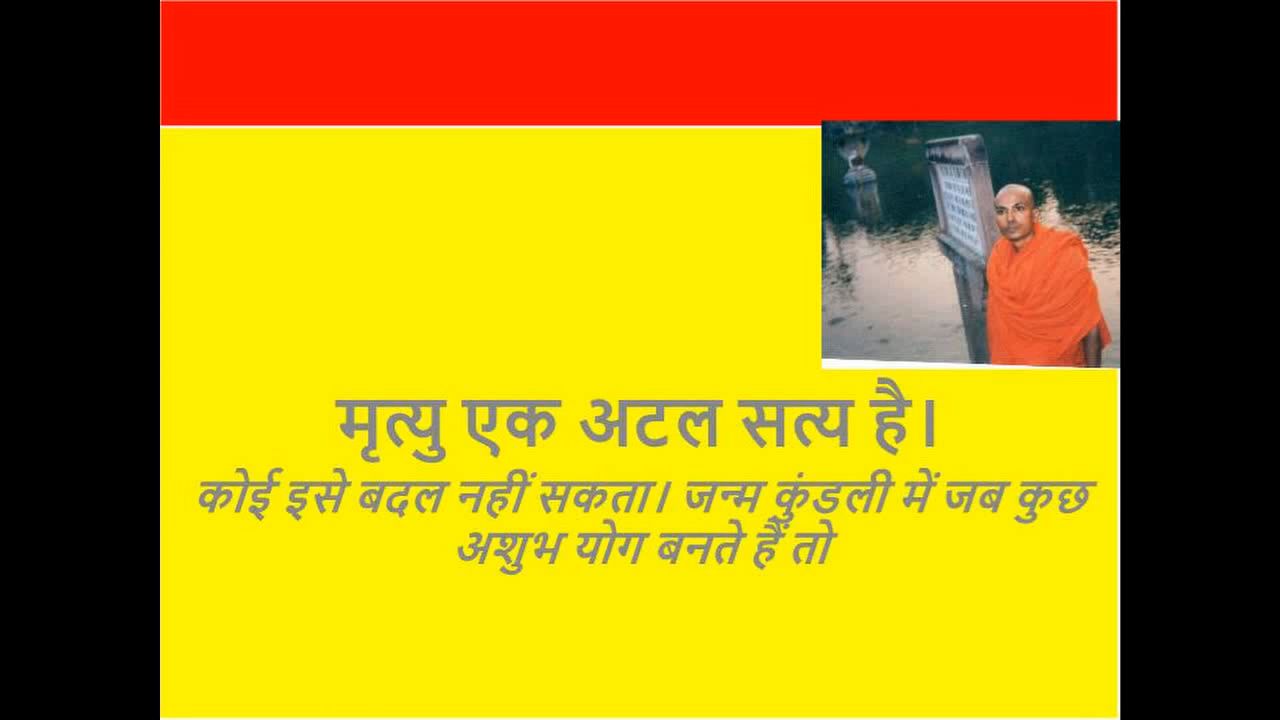 मृत्यु एक अटल सत्य है।
कोई इसे बदल नहीं सकता। जन्म कुंडली में जब कुछ
अशुभ योग बनते हैं तो